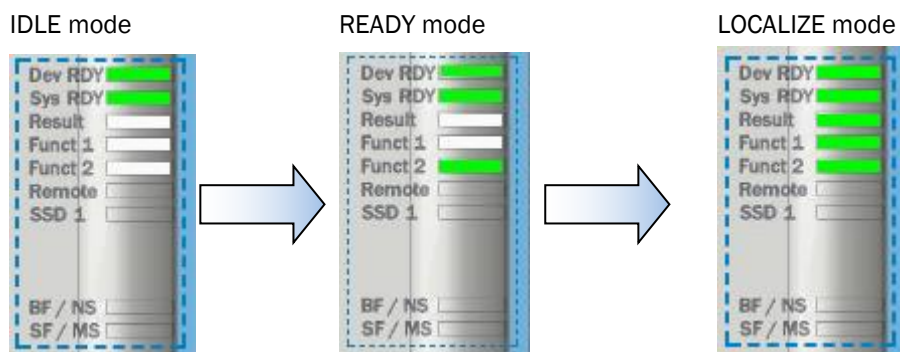 IDLE mode
READY mode
LOCALIZE mode
Dev RDY
Sys RDY
Result
Funct 1
Funct 2
Remote
SSD 1
BF / NS
SF / MS
Dev RDY
Sys RDY
Result
Funct 1
Funct 2
Remote
SSD 1
BF / NS
SF / MS
Dev RDY
Sys RDY
Result
Funct 1
Funct 2
Remote
SSD 1
BF / NS
SF / MS